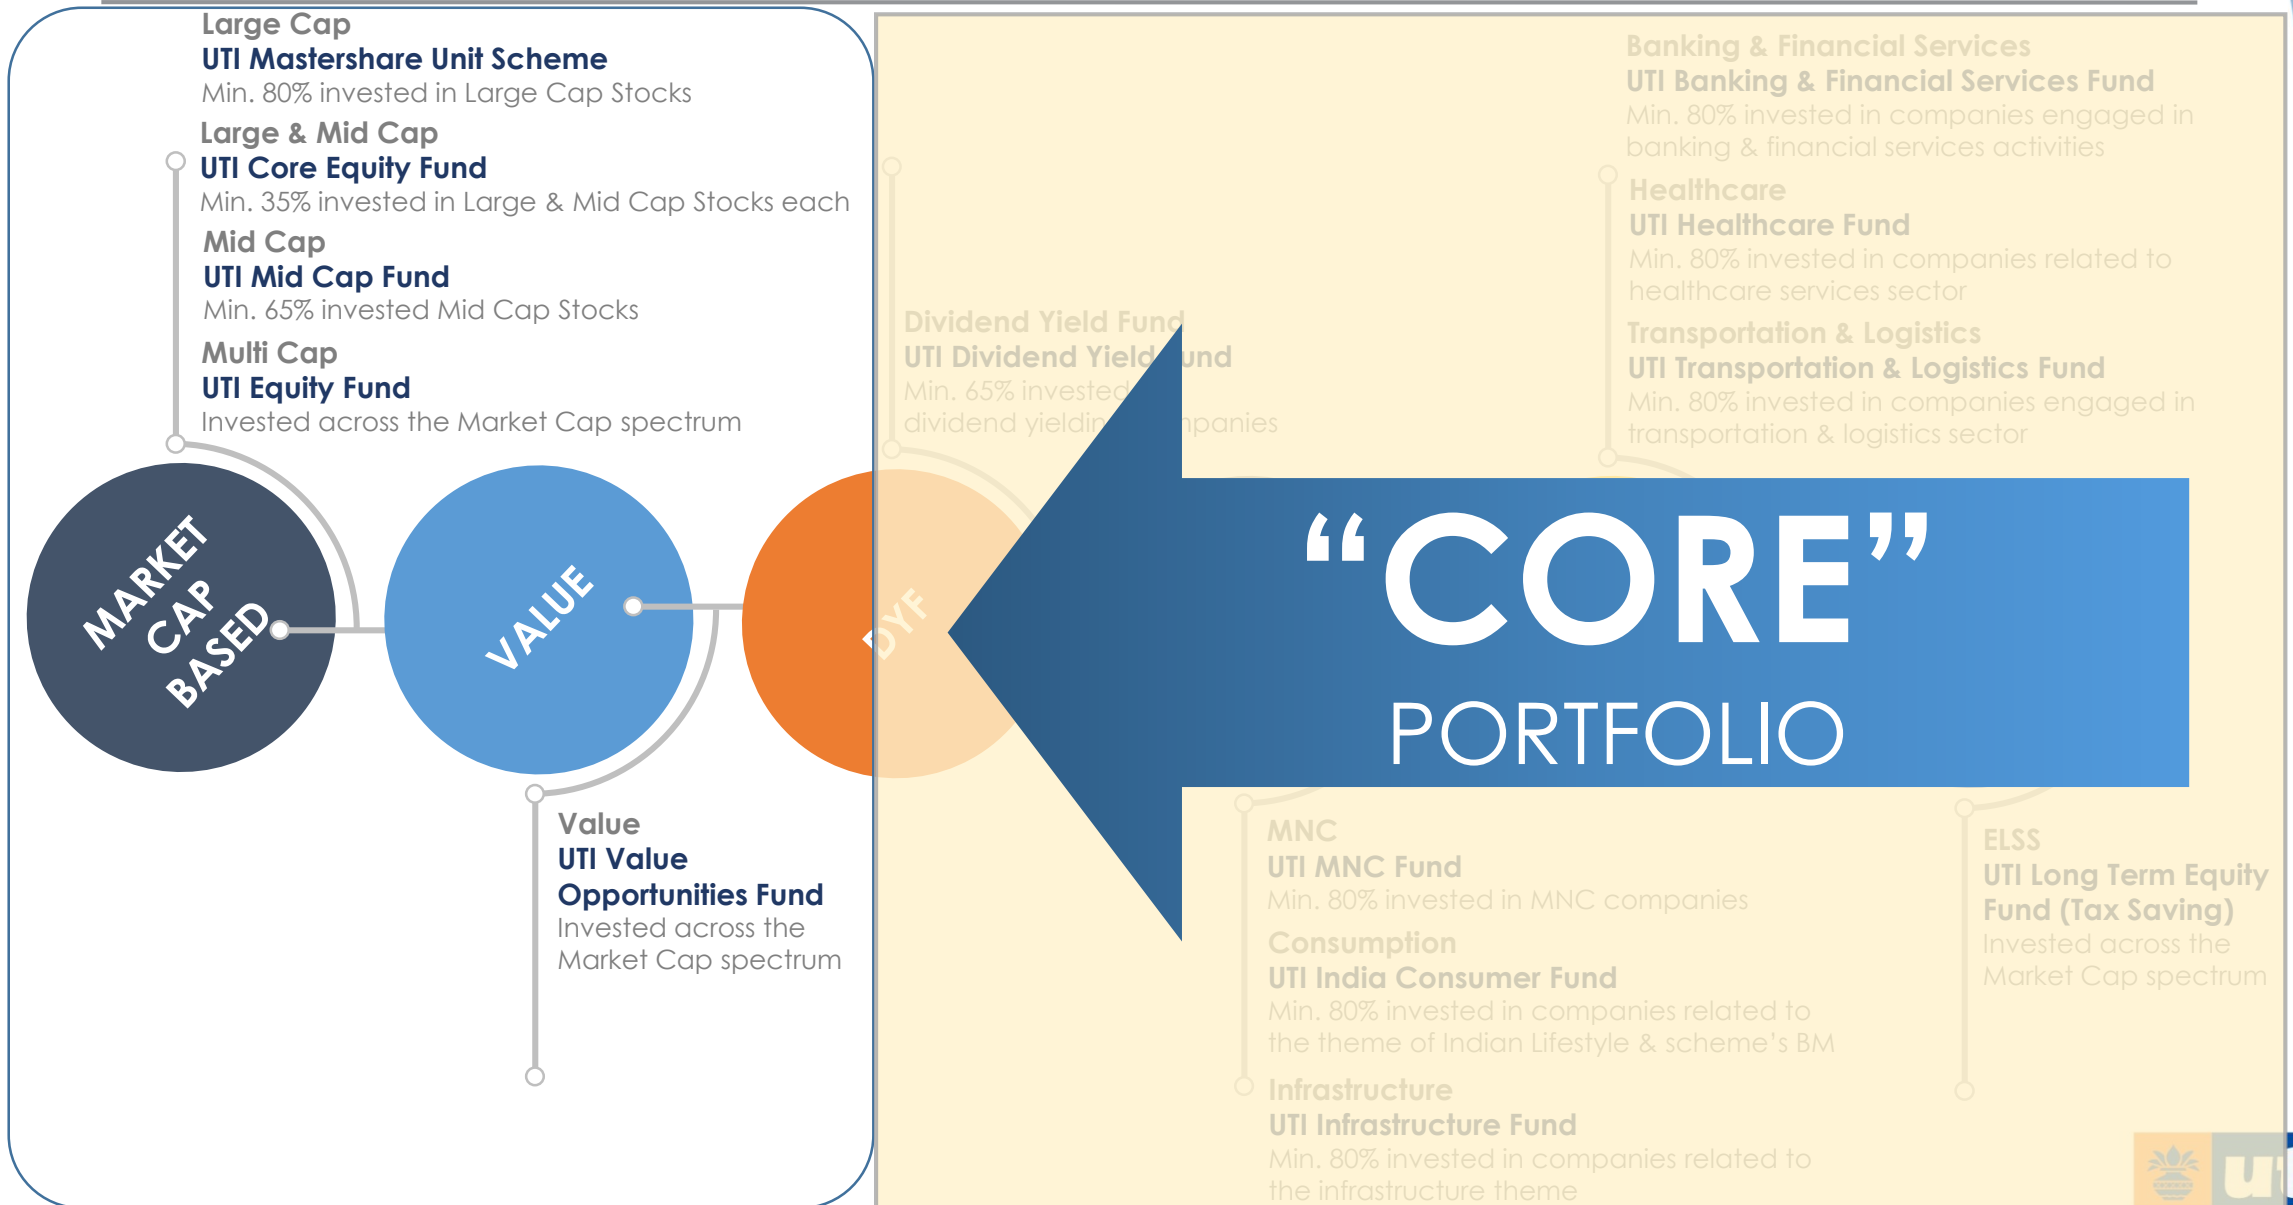 Large Cap
UTI Mastershare Unit Scheme
Min. 80% invested in Large Cap Stocks
Large & Mid Cap
UTI Core Equity Fund
Min. 35% invested in Large & Mid Cap Stocks each
Mid Cap
UTI Mid Cap Fund
Min. 65% invested Mid Cap Stocks
Multi Cap
UTI Equity Fund
Invested across the Market Cap spectrum
MARKET
CAP
BASED
VALUE
DYF
Value
UTI Value
Opportunities Fund
Invested across the
Market Cap spectrum
Dividend Yield Fund
UTI Dividend Yield
Min. 65% invested
dividend
Banking & Financial Services
UTI Banking & Financial Services Fund
Min. 80% invested in companies engaged in
banking & financial services activities
Healthcare
UTI Healthcare Fund
Min. 80% invested in companies related to
healthcare services sector
Transportation & Logistics
UTI Transportation & Logistics Fund
Min. 80% invested in companies engaged in
transportation & logistics sector
“CORE”
PORTFOLIO
MNC
UTI MNC Fund
Min. 80% invested in MNC companies
Consumption
UTI India Consumer Fund
Min. 80% invested in companies related to
the theme of Indian Lifestyle & scheme’s BM
Infrastructure
UTI Infrastructure Fund
Min. 80% invested in companies related to
the infrastructure theme
ELSS
UTI Long Term Equity
Fund (Tax Saving)
Invested across the
Market Cap spectrum